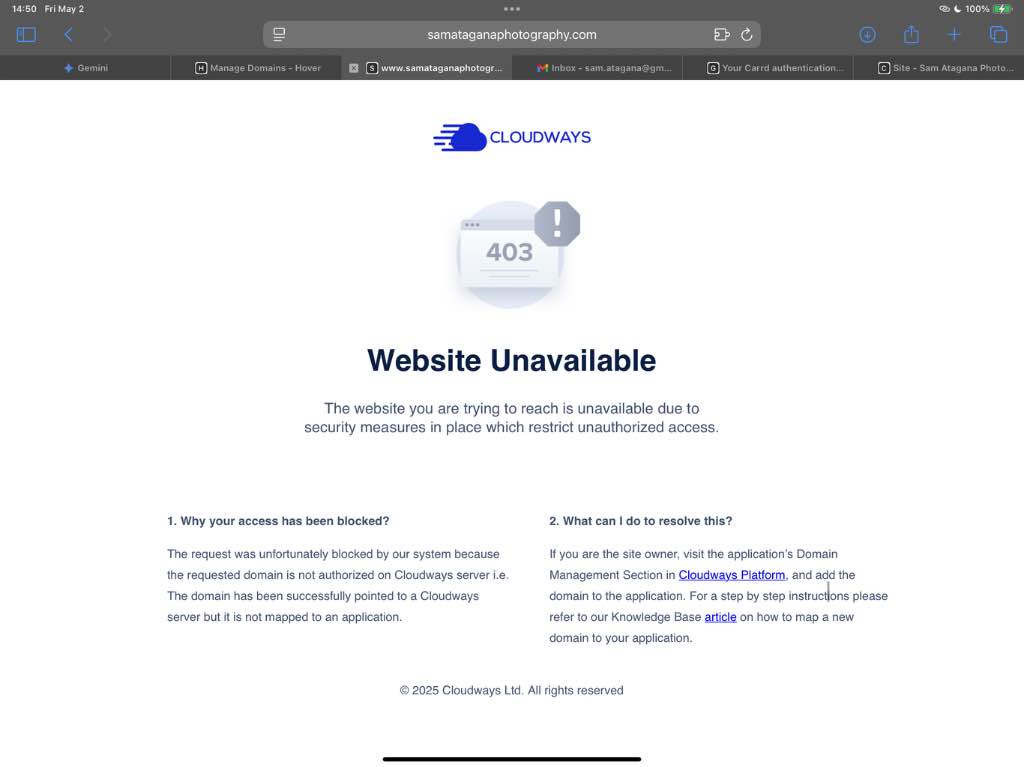 14:50 Fri May 2
100%
samataganaphotography.com
Gemini
H Manage Domains - Hover
S www.samataganaphotogr...
Inbox - sam.atagana@gm...
G Your Carrd authentication...
C Site - Sam Atagana Photo...
CLOUDWAYS
403
!
Website Unavailable
The website you are trying to reach is unavailable due to
security measures in place which restrict unauthorized access.
1. Why your access has been blocked?
The request was unfortunately blocked by our system because
the requested domain is not authorized on Cloudways server i.e.
The domain has been successfully pointed to a Cloudways
server but it is not mapped to an application.
2. What can I do to resolve this?
If you are the site owner, visit the application's Domain
Management Section in Cloudways Platform, and add the
domain to the application. For a step by step instructions please
refer to our Knowledge Base article on how to map a new
domain to your application.
© 2025 Cloudways Ltd. All rights reserved